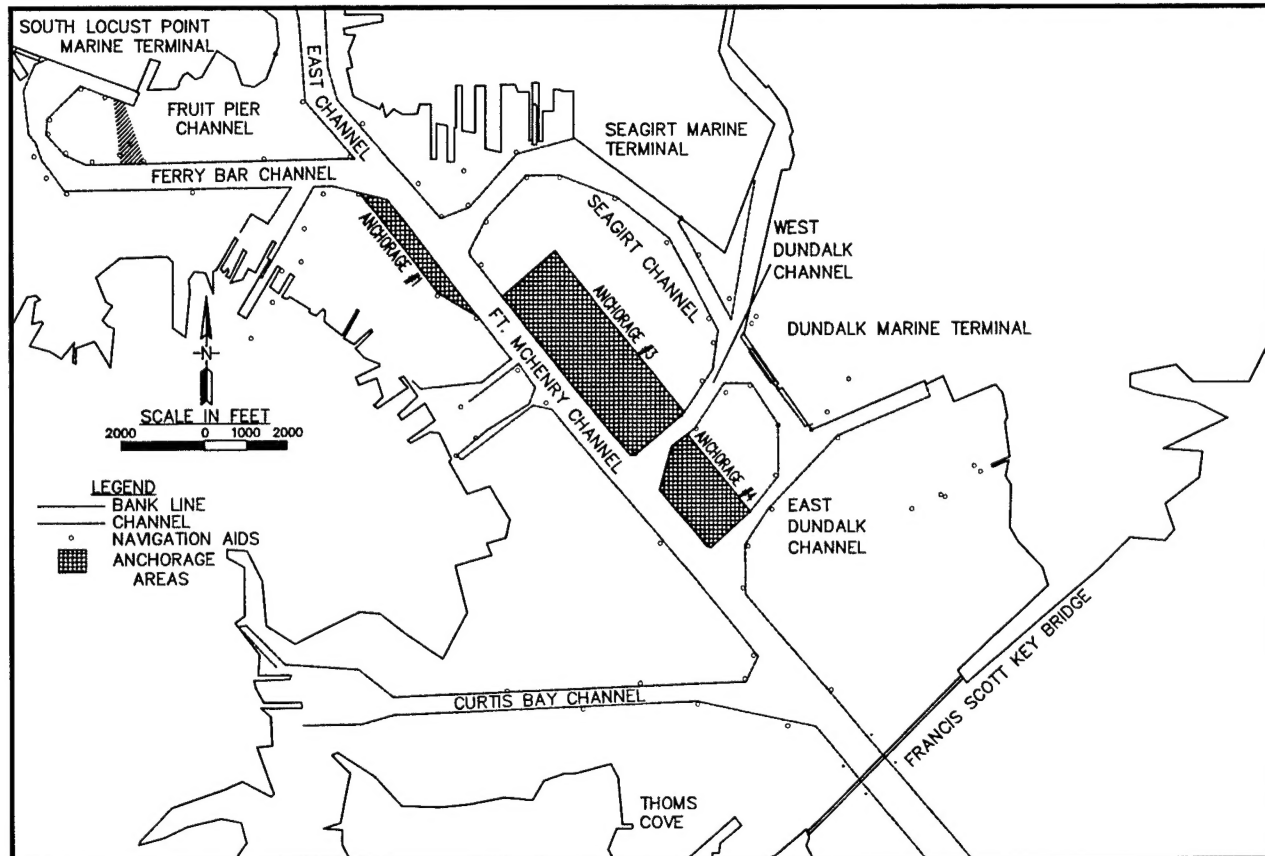 SOUTH LOCUST POINT
MARINE TERMINAL
EAST CHANNEL
FRUIT PIER
CHANNEL
SEAGIRT MARINE
TERMINAL
FERRY BAR CHANNEL
ANCHORAGE #1
SEAGIRT CHANNEL
WEST
DUNDALK
CHANNEL
ANCHORAGE #3
DUNDALK MARINE TERMINAL
FT. MCHENRY CHANNEL
N
SCALE IN FEET
2000 0 1000 2000
ANCHORAGE #4
LEGEND
BANK LINE
CHANNEL
NAVIGATION AIDS
ANCHORAGE
AREAS
EAST
DUNDALK
CHANNEL
FRANCIS SCOTT KEY BRIDGE
CURTIS BAY CHANNEL
THOMS
COVE